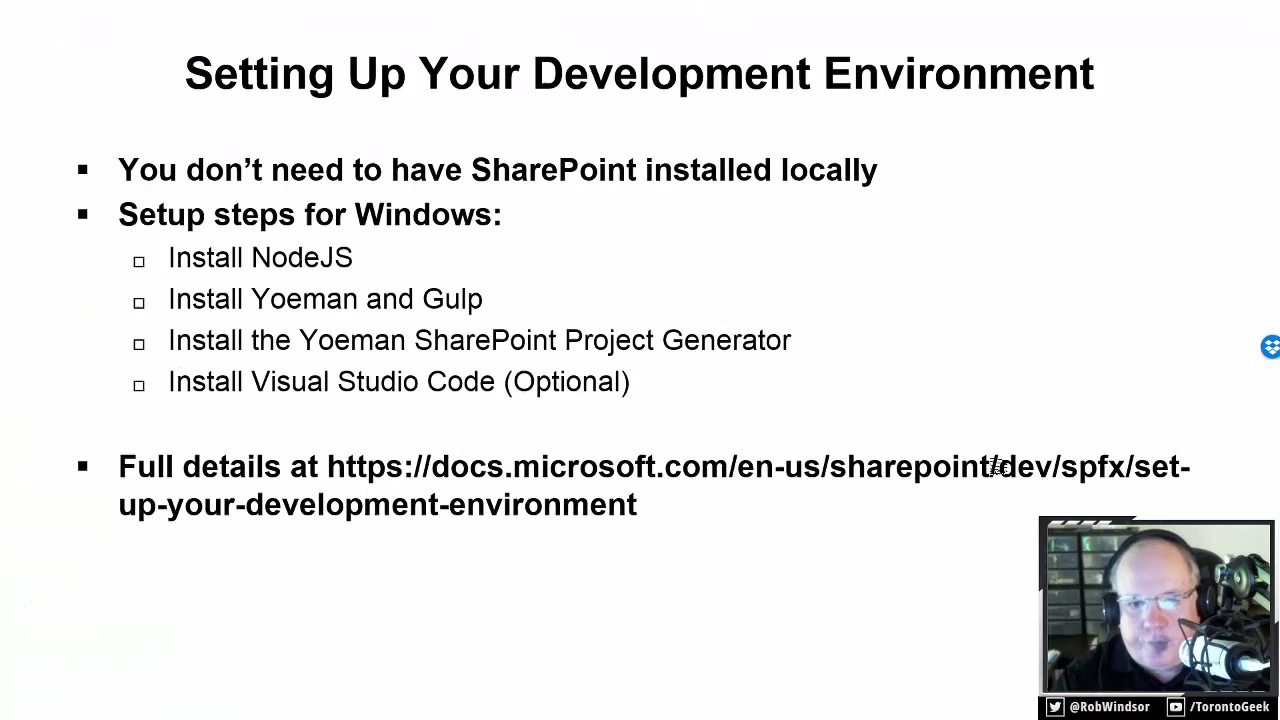 Setting Up Your Development Environment
You don’t need to have SharePoint installed locally
Setup steps for Windows:
Install NodeJS
Install Yoeman and Gulp
Install the Yoeman SharePoint Project Generator
Install Visual Studio Code (Optional)
Full details at https://docs.microsoft.com/en-us/sharepoint/dev/spfx/set-
up-your-development-environment
@RobWindsor /TorontoGeek